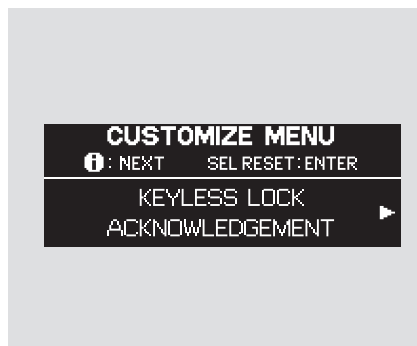 CUSTOMIZE MENU
i : NEXT SEL RESET : ENTER
KEYLESS LOCK
ACKNOWLEDGEMENT